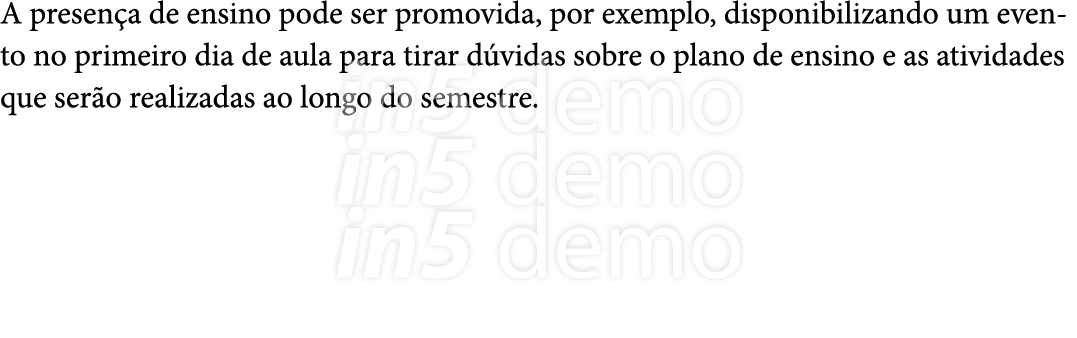 A presença de ensino pode ser promovida, por exemplo, disponibilizando um even-
to no primeiro dia de aula para tirar dúvidas sobre o plano de ensino e as atividades
que serão realizadas ao longo do semestre.
in5 demo
in5 demo
in5 demo